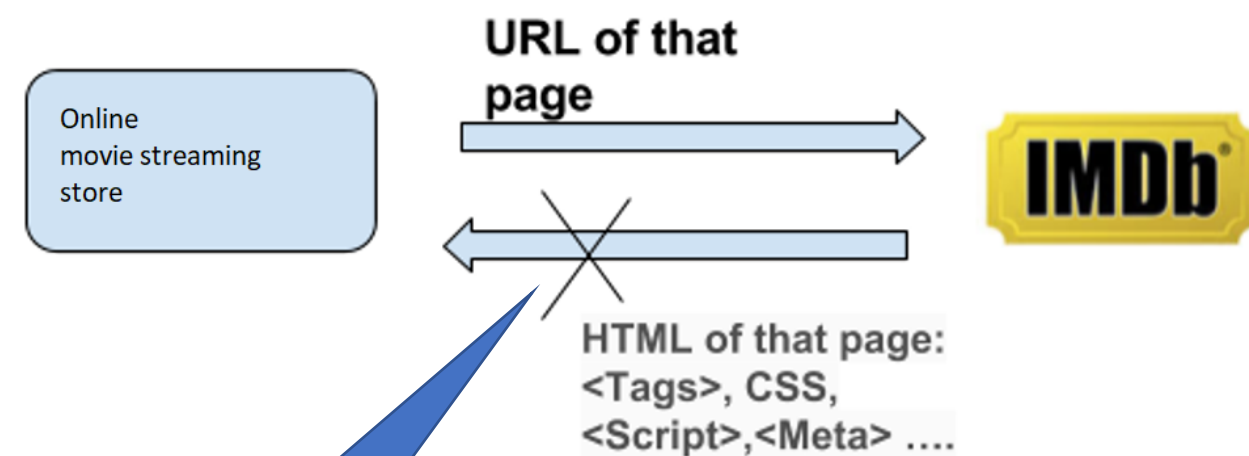 URL of that
page
Online
movie streaming
store
IMDb®
HTML of that page:
<Tags>, CSS,
<Script>,<Meta> ....